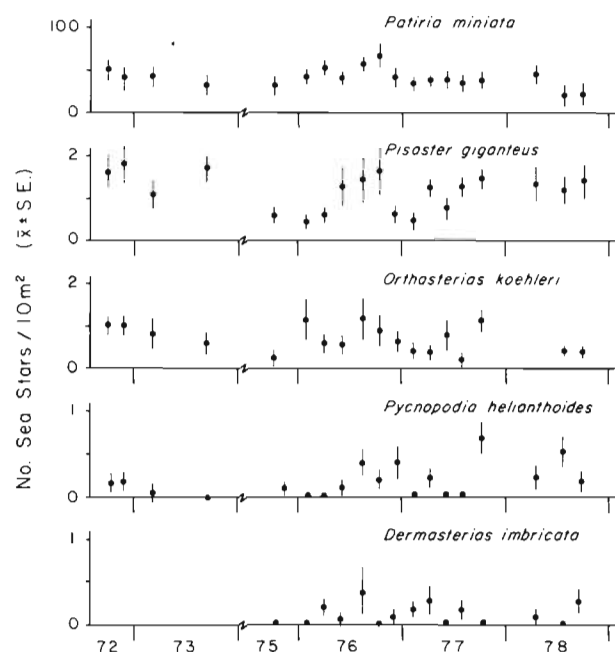 Patiria miniata
100
0
Pisaster giganteus
2
1
0
Orthasterias koehleri
2
1
0
Pycnopodia helianthoides
1
0
Dermasterias imbricata
1
0
No. Sea Stars / 10m² (x̄ ± S.E.)
72 73 75 76 77 78